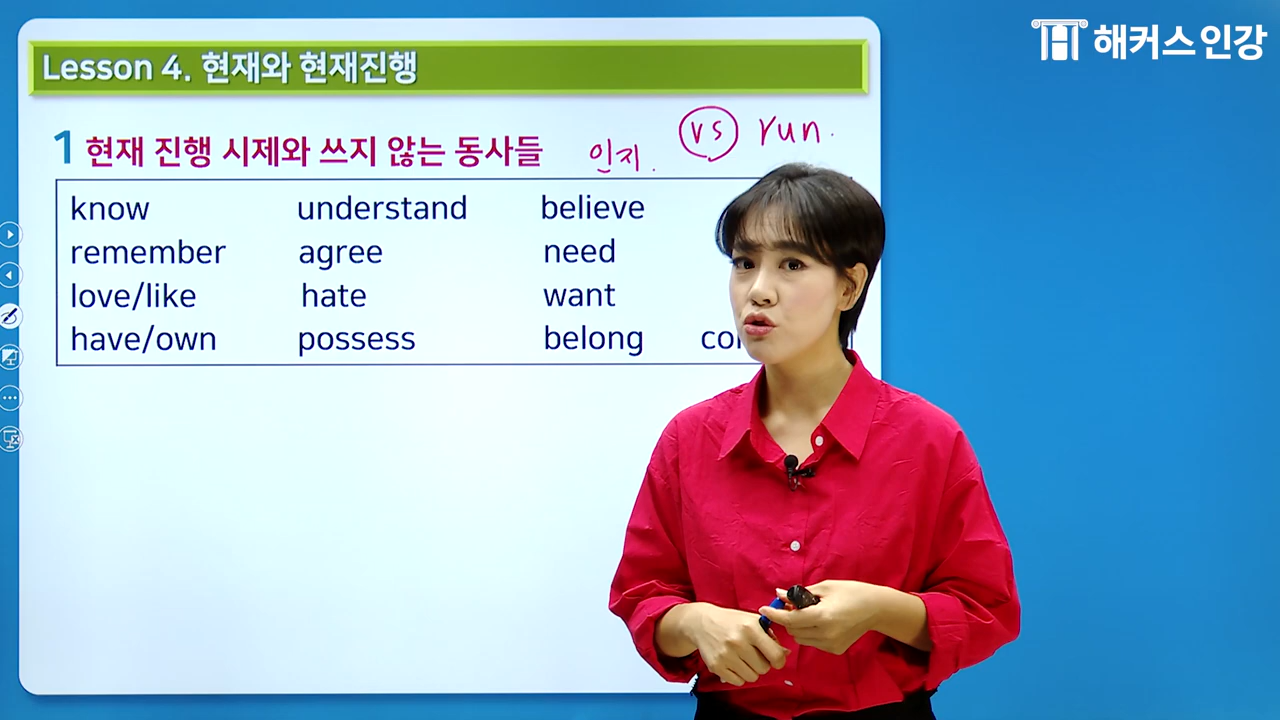 해커스인강
Lesson 4. 현재와 현재진행
vs run.
1 현재 진행 시제와 쓰지 않는 동사들 인지.
know understand believe
remember agree need
love/like hate want
have/own possess belong